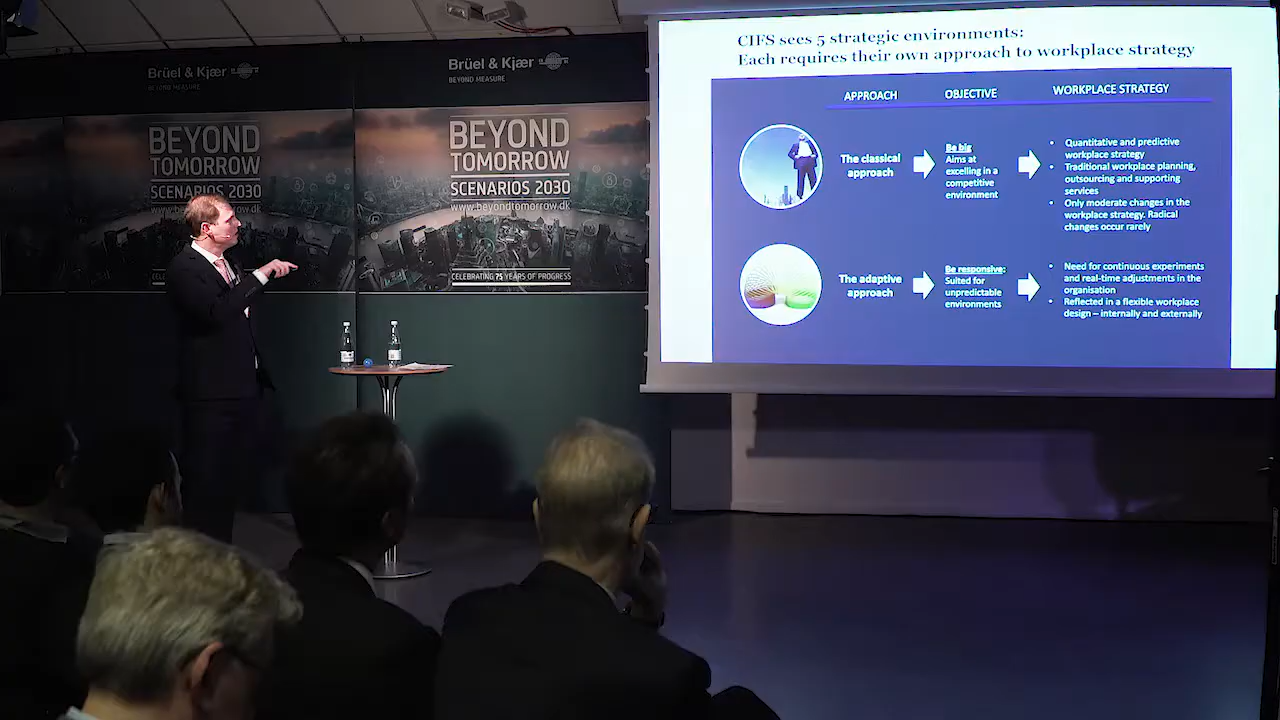 Brüel & Kjær
BEYOND MEASURE
BEYOND
TOMORROW
SCENARIOS 2030
www.beyondtomorrow.dk
Brüel & Kjær
BEYOND MEASURE
BEYOND
TOMORROW
SCENARIOS 2030
www.beyondtomorrow.dk
CELEBRATING 75 YEARS OF PROGRESS
CIFS sees 5 strategic environments:
Each requires their own approach to workplace strategy
APPROACH
OBJECTIVE
WORKPLACE STRATEGY
The classical
approach
Be big
Aims at
excelling in a
competitive
environment
• Quantitative and predictive
workplace strategy
• Traditional workplace planning,
outsourcing and supporting
services
• Only moderate changes in the
workplace strategy. Radical
changes occur rarely
The adaptive
approach
Be responsive:
Suited for
unpredictable
environments
• Need for continuous experiments
and real-time adjustments in the
organisation
• Reflected in a flexible workplace
design – internally and externally